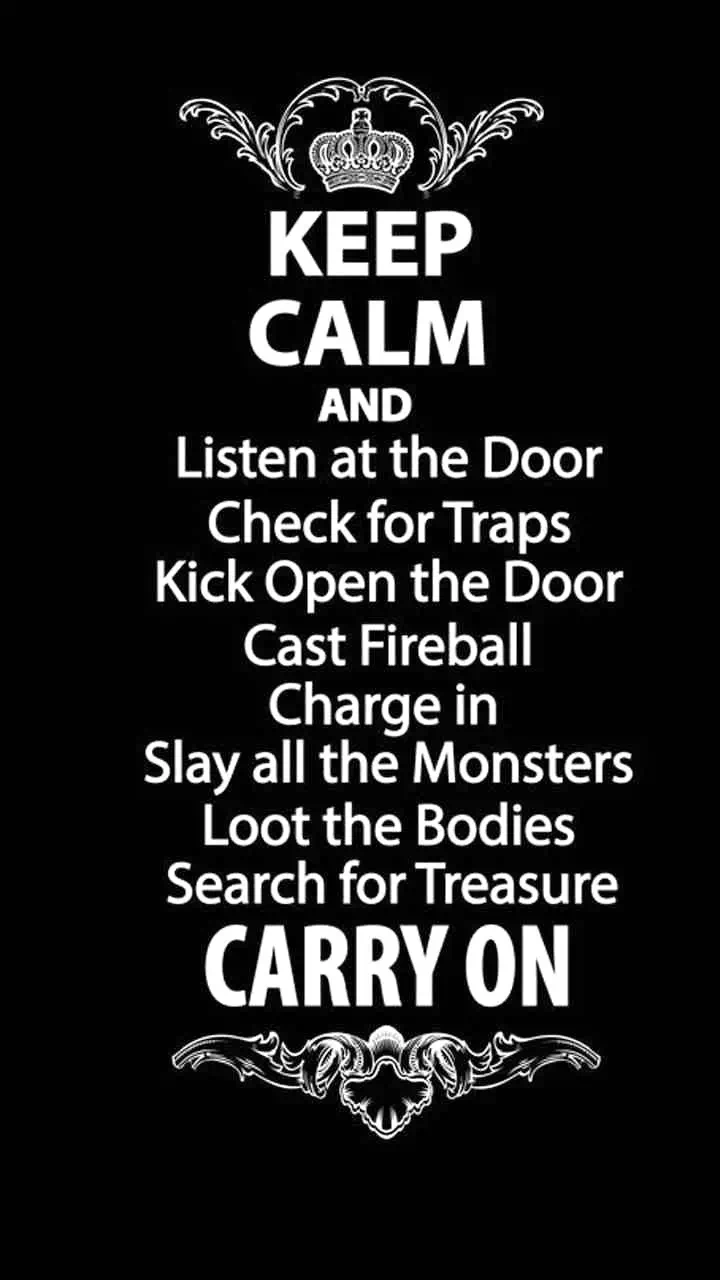 KEEP
CALM
AND
Listen at the Door
Check for Traps
Kick Open the Door
Cast Fireball
Charge in
Slay all the Monsters
Loot the Bodies
Search for Treasure
CARRY ON